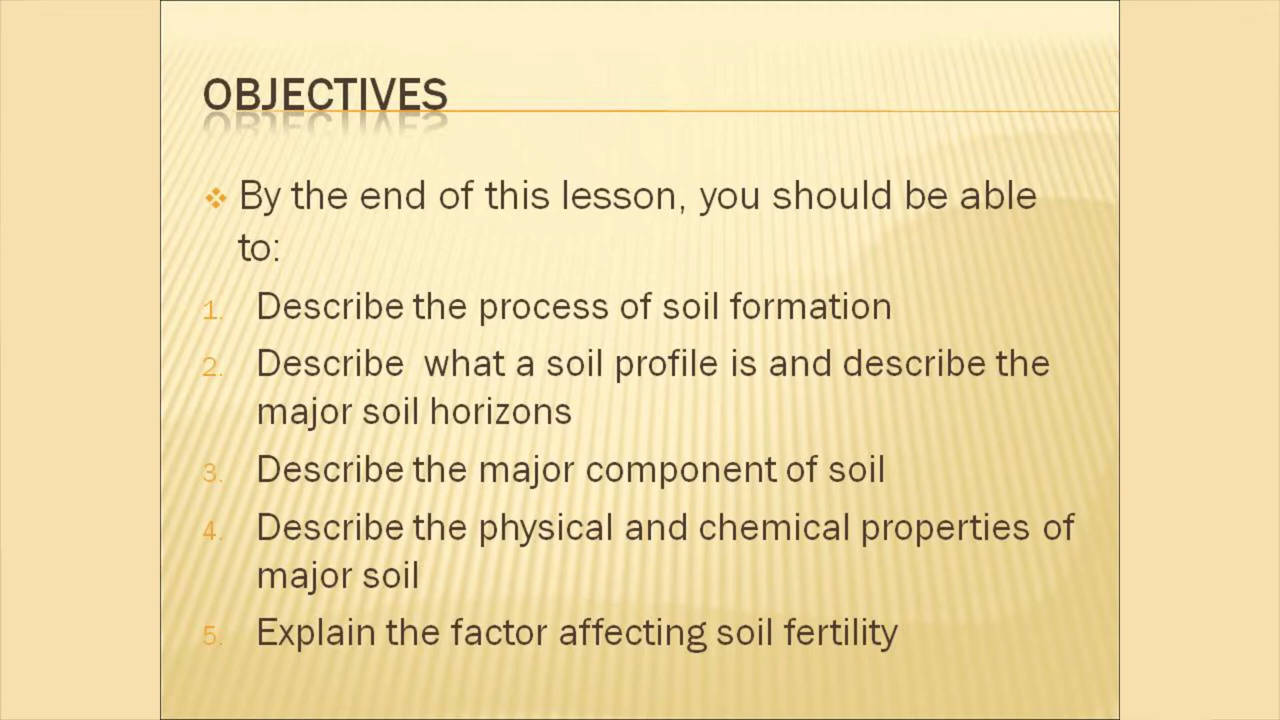 OBJECTIVES
By the end of this lesson, you should be able
to:
1. Describe the process of soil formation
2. Describe what a soil profile is and describe the
major soil horizons
3. Describe the major component of soil
4. Describe the physical and chemical properties of
major soil
5. Explain the factor affecting soil fertility